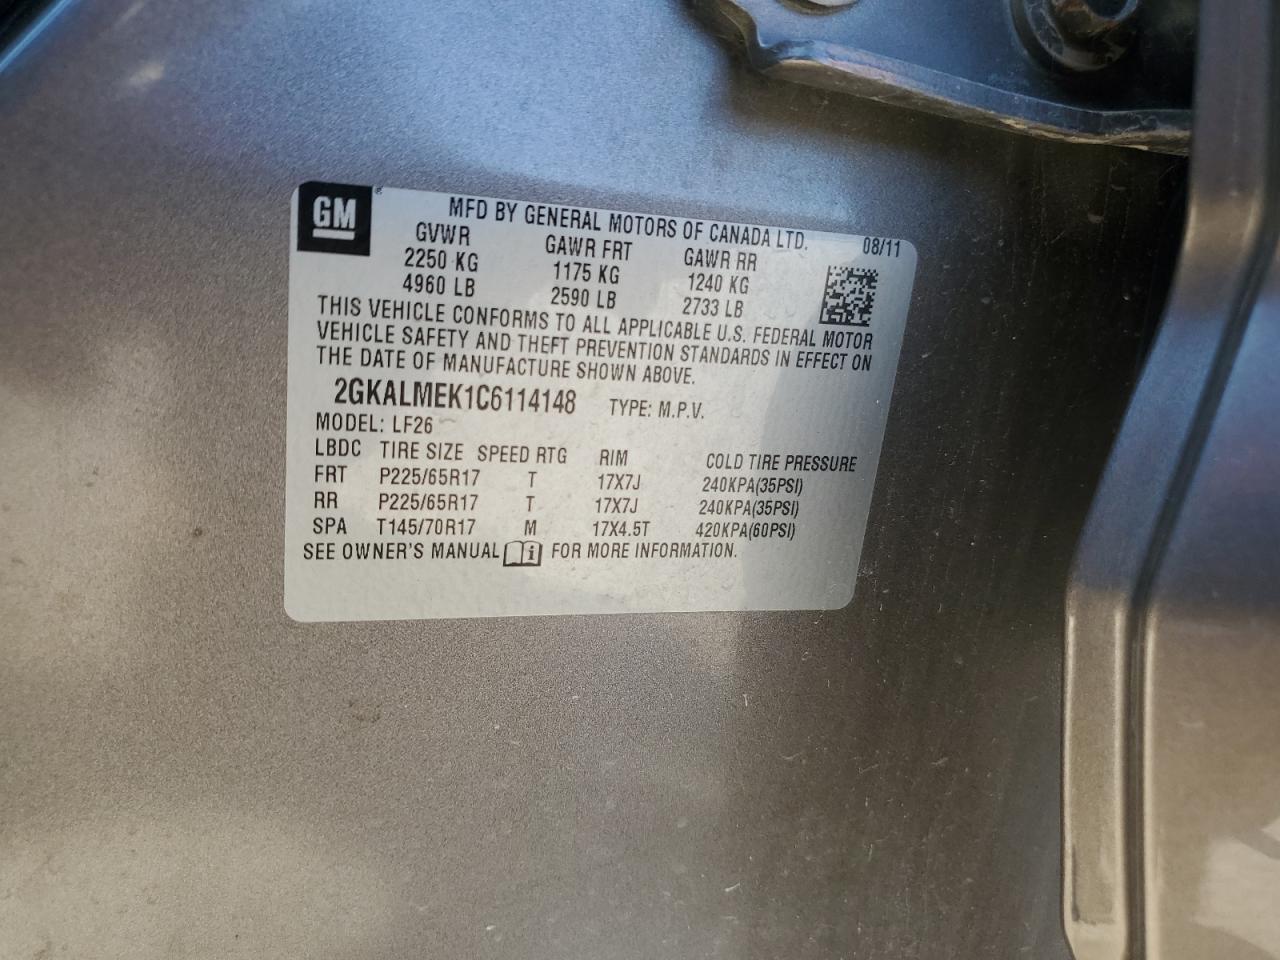 GM ®
MFD BY GENERAL MOTORS OF CANADA LTD. 08/11
GVWR GAWR FRT GAWR RR
2250 KG 1175 KG 1240 KG
4960 LB 2590 LB 2733 LB
THIS VEHICLE CONFORMS TO ALL APPLICABLE U.S. FEDERAL MOTOR
VEHICLE SAFETY AND THEFT PREVENTION STANDARDS IN EFFECT ON
THE DATE OF MANUFACTURE SHOWN ABOVE.
2GKALMEK1C6114148 TYPE: M.P.V.
MODEL: LF26
LBDC TIRE SIZE SPEED RTG RIM COLD TIRE PRESSURE
FRT P225/65R17 T 17X7J 240KPA(35PSI)
RR P225/65R17 T 17X7J 240KPA(35PSI)
SPA T145/70R17 M 17X4.5T 420KPA(60PSI)
SEE OWNER'S MANUAL i FOR MORE INFORMATION.